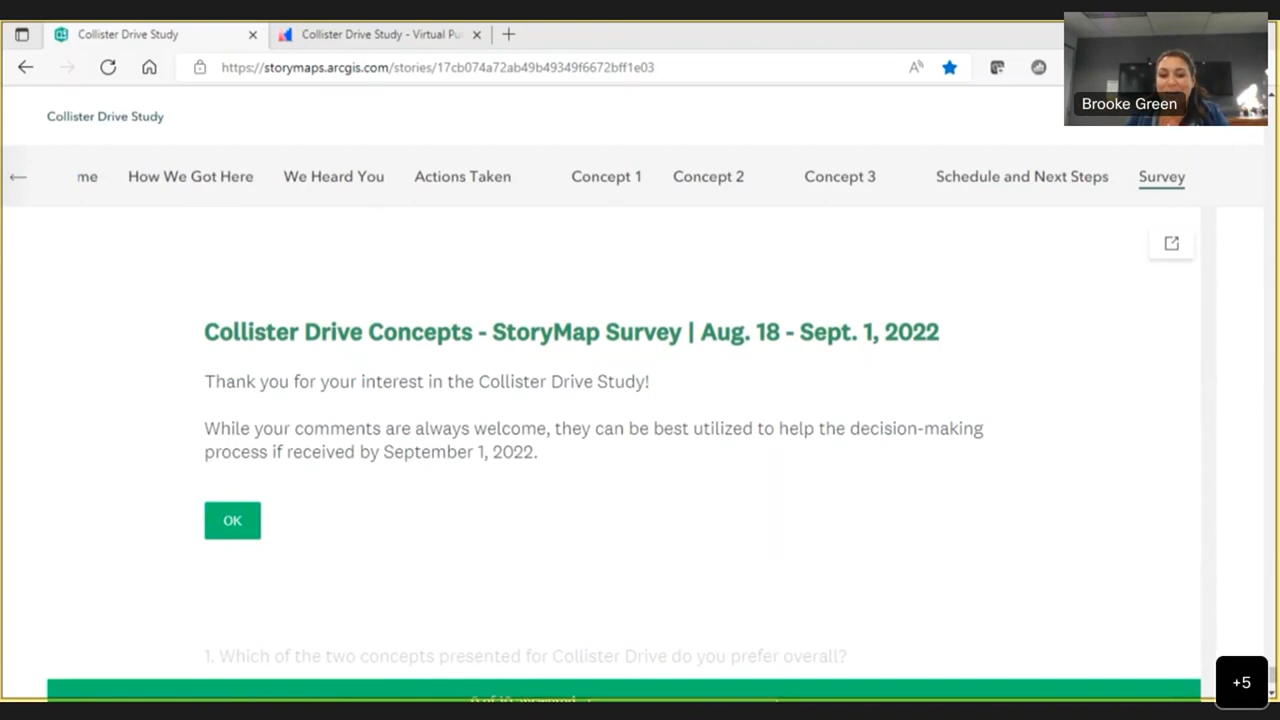 Collister Drive Study
Collister Drive Study - Virtual Pu
https://storymaps.arcgis.com/stories/17cb074a72ab49b49349f6672bff1e03
Brooke Green
Collister Drive Study
me How We Got Here We Heard You Actions Taken Concept 1 Concept 2 Concept 3 Schedule and Next Steps Survey
Collister Drive Concepts - StoryMap Survey | Aug. 18 - Sept. 1, 2022
Thank you for your interest in the Collister Drive Study!
While your comments are always welcome, they can be best utilized to help the decision-making
process if received by September 1, 2022.
OK
1. Which of the two concepts presented for Collister Drive do you prefer overall?
0 of 10 answered
+5